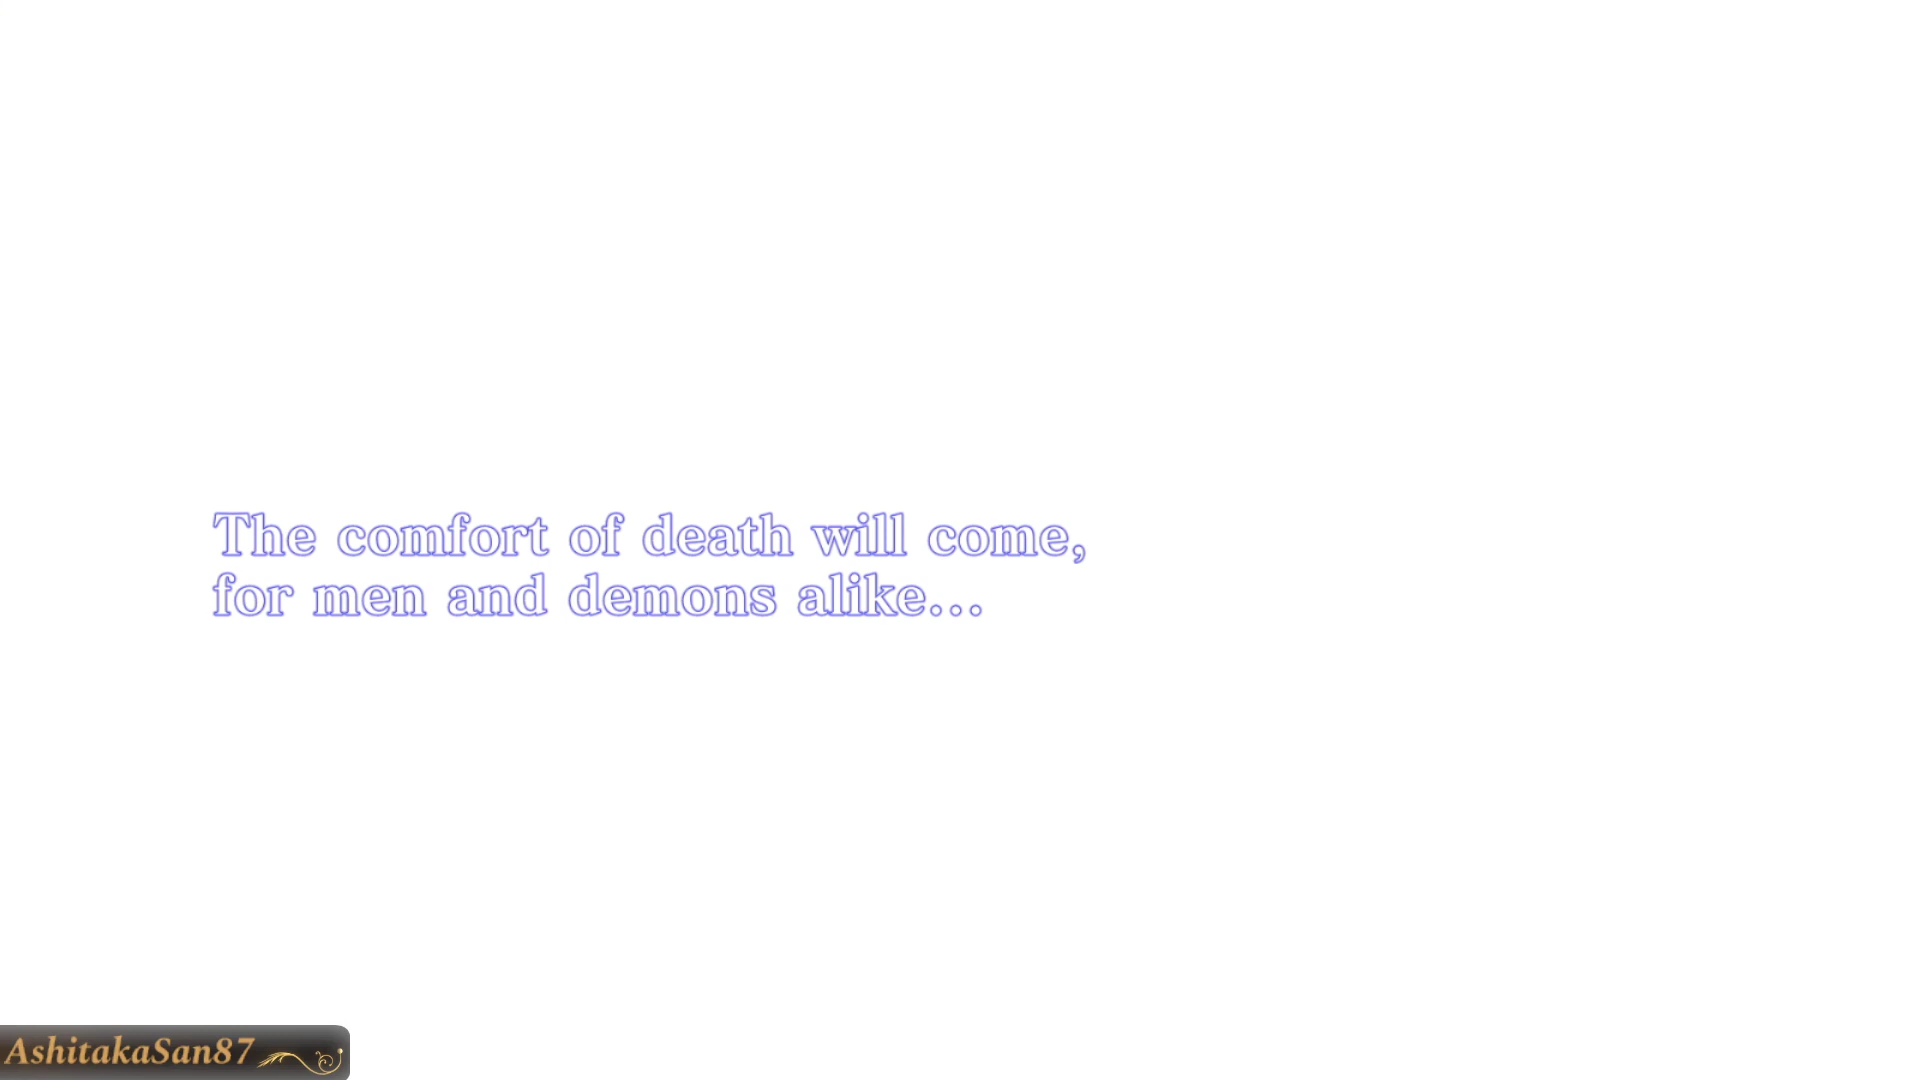 The comfort of death will come,
for men and demons alike...
AshitakaSan87